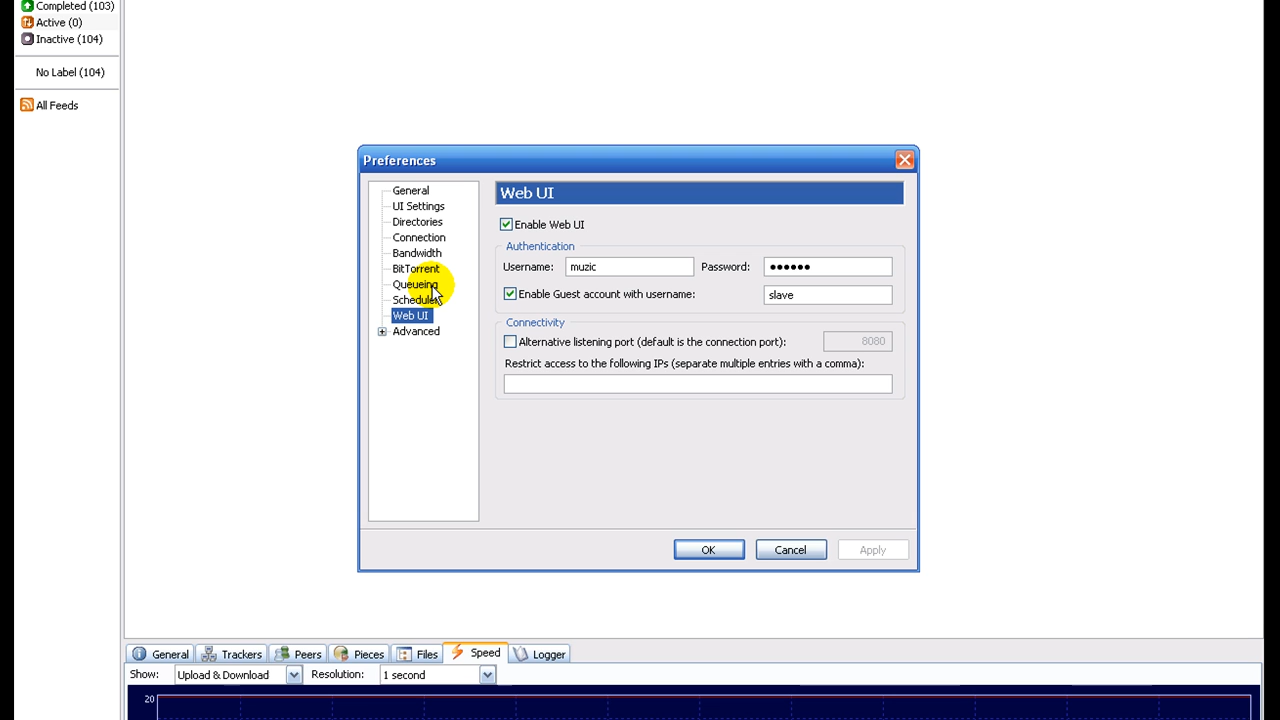 Completed (103)
Active (0)
Inactive (104)
No Label (104)
All Feeds
Preferences
General
UI Settings
Directories
Connection
Bandwidth
BitTorrent
Queueing
Scheduler
Web UI
Advanced
Web UI
Enable Web UI
Authentication
Username: muzic Password: ••••••
Enable Guest account with username: slave
Connectivity
Alternative listening port (default is the connection port): 8080
Restrict access to the following IPs (separate multiple entries with a comma):
OK Cancel Apply
General Trackers Peers Pieces Files Speed Logger
Show: Upload & Download Resolution: 1 second
20